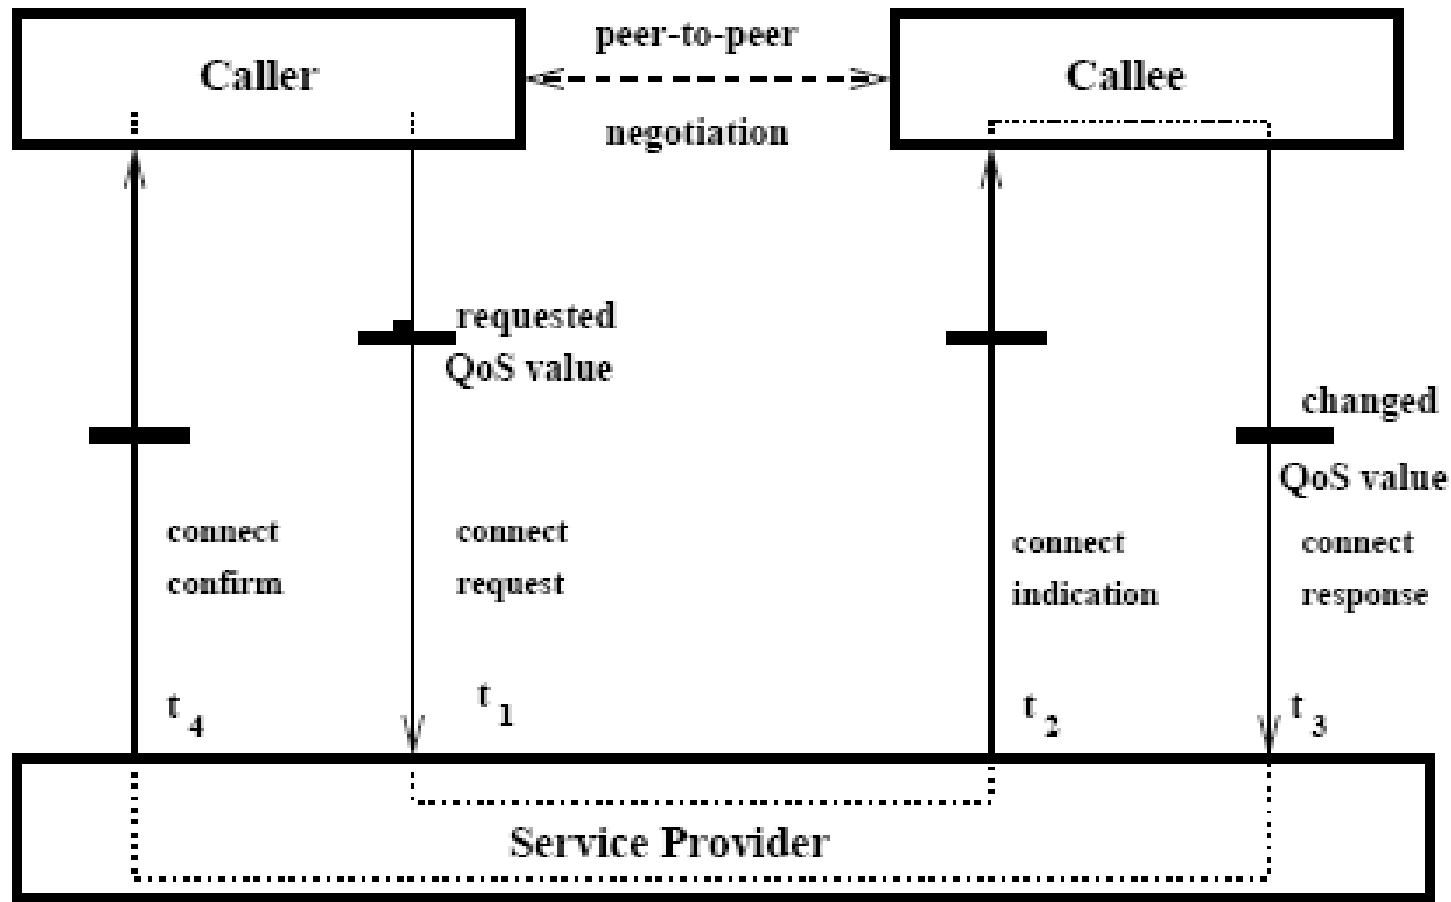 peer-to-peer
Caller
Callee
negotiation
requested
QoS value
changed
QoS value
connect
confirm
connect
request
connect
indication
connect
response
t 4
t 1
t 2
t 3
Service Provider